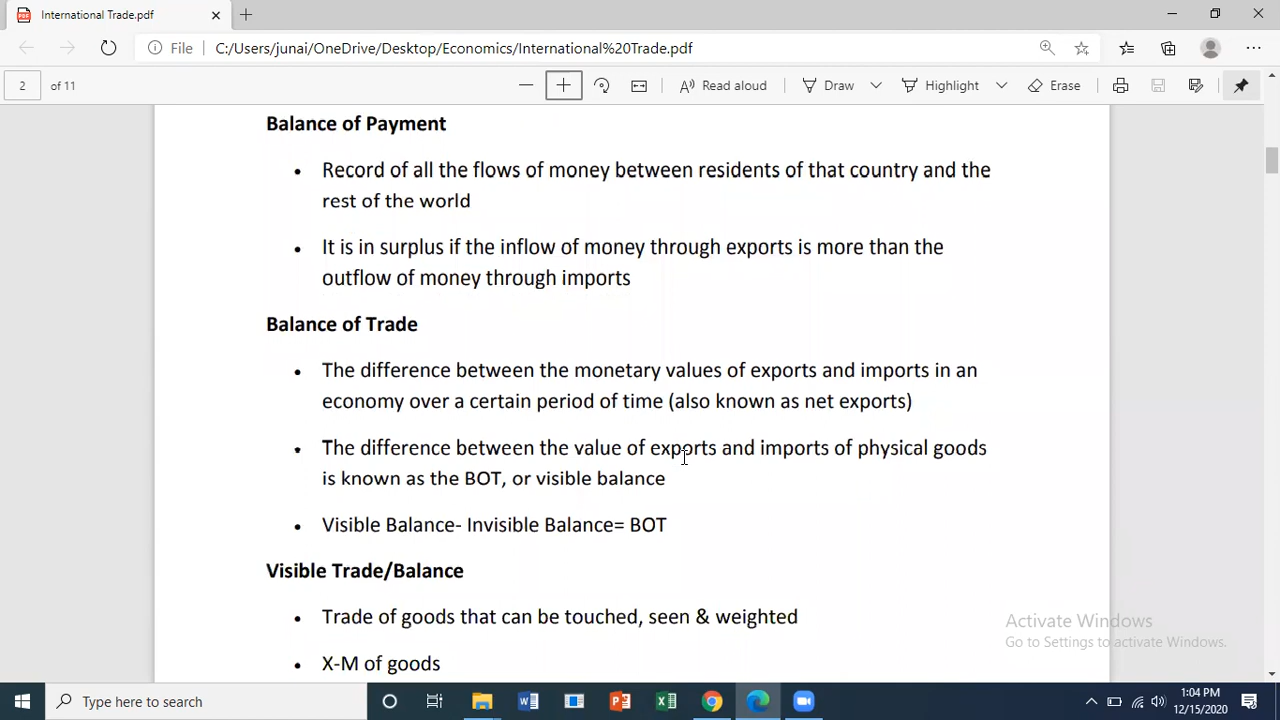 International Trade.pdf
File C:/Users/junai/OneDrive/Desktop/Economics/International%20Trade.pdf
2 of 11 Read aloud Draw Highlight Erase
Balance of Payment
• Record of all the flows of money between residents of that country and the
rest of the world
• It is in surplus if the inflow of money through exports is more than the
outflow of money through imports
Balance of Trade
• The difference between the monetary values of exports and imports in an
economy over a certain period of time (also known as net exports)
• The difference between the value of exports and imports of physical goods
is known as the BOT, or visible balance
• Visible Balance- Invisible Balance= BOT
Visible Trade/Balance
• Trade of goods that can be touched, seen & weighted
• X-M of goods
Activate Windows
Go to Settings to activate Windows.
Type here to search
1:04 PM
12/15/2020